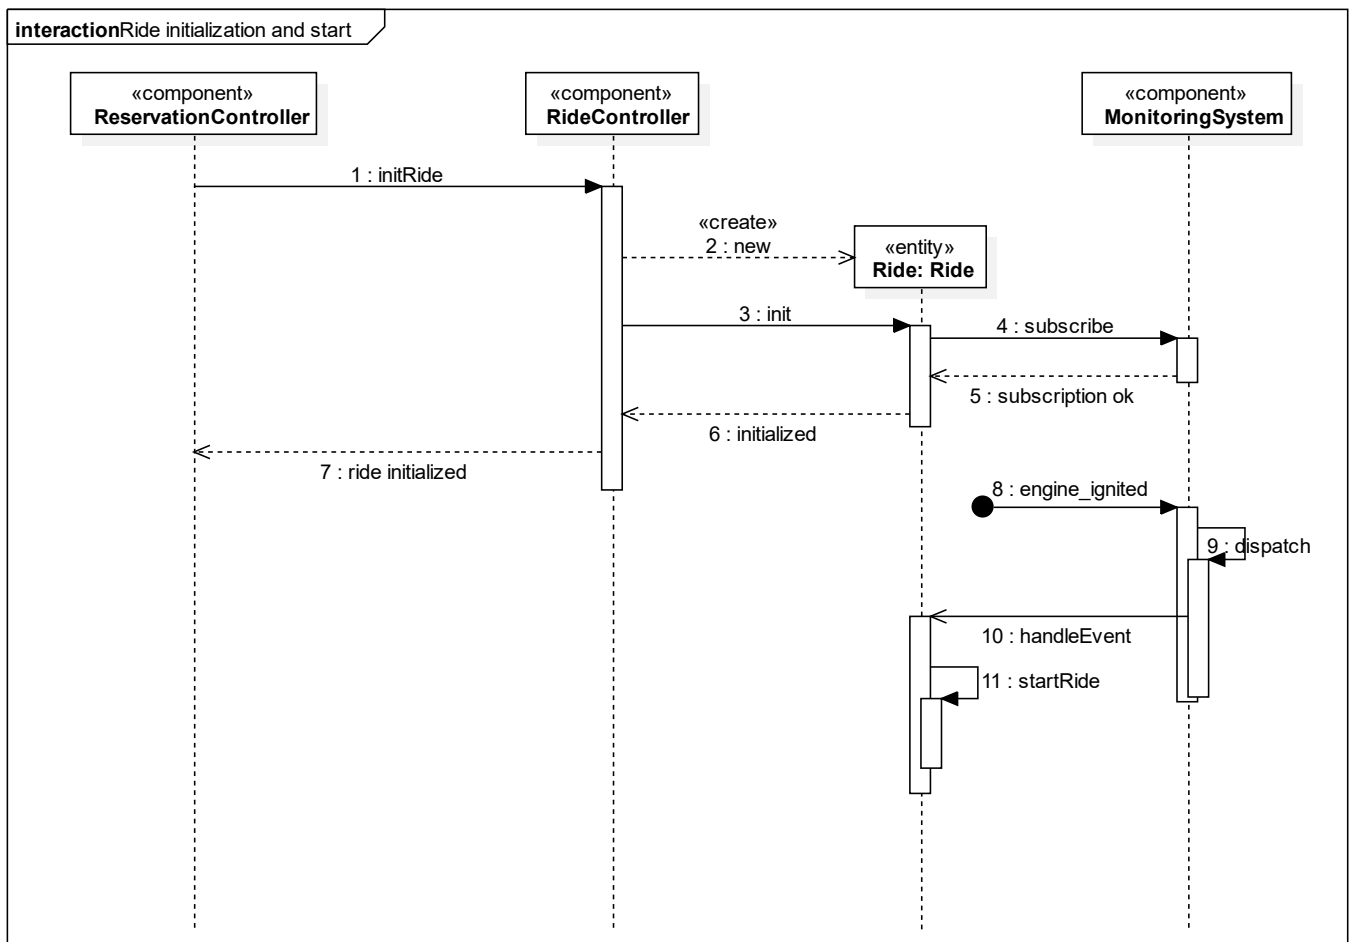 interactionRide initialization and start
«component»
ReservationController
«component»
RideController
«component»
MonitoringSystem
1 : initRide
«create»
2 : new
«entity»
Ride: Ride
3 : init
4 : subscribe
5 : subscription ok
6 : initialized
7 : ride initialized
8 : engine_ignited
9 : dispatch
10 : handleEvent
11 : startRide